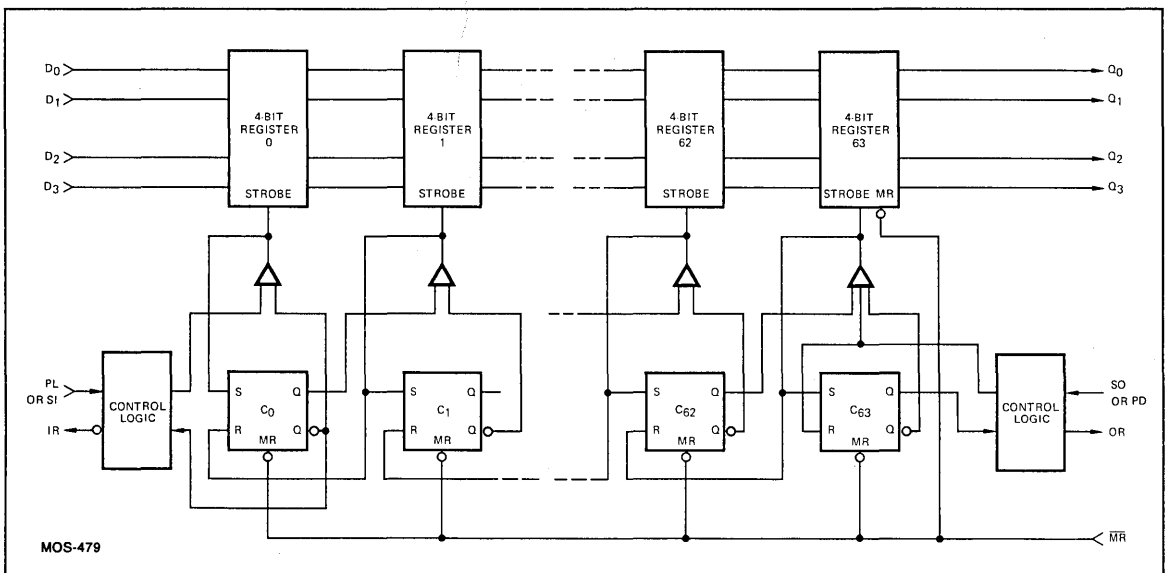 D0
D1
D2
D3
4-BIT
REGISTER
0
STROBE
4-BIT
REGISTER
1
STROBE
4-BIT
REGISTER
62
STROBE
4-BIT
REGISTER
63
STROBE MR
Q0
Q1
Q2
Q3
PL
OR SI
IR
CONTROL
LOGIC
S Q
C0
R Q
MR
S Q
C1
R Q
MR
S Q
C62
R Q
MR
S Q
C63
R Q
MR
CONTROL
LOGIC
SO
OR PD
OR
MR
MOS-479